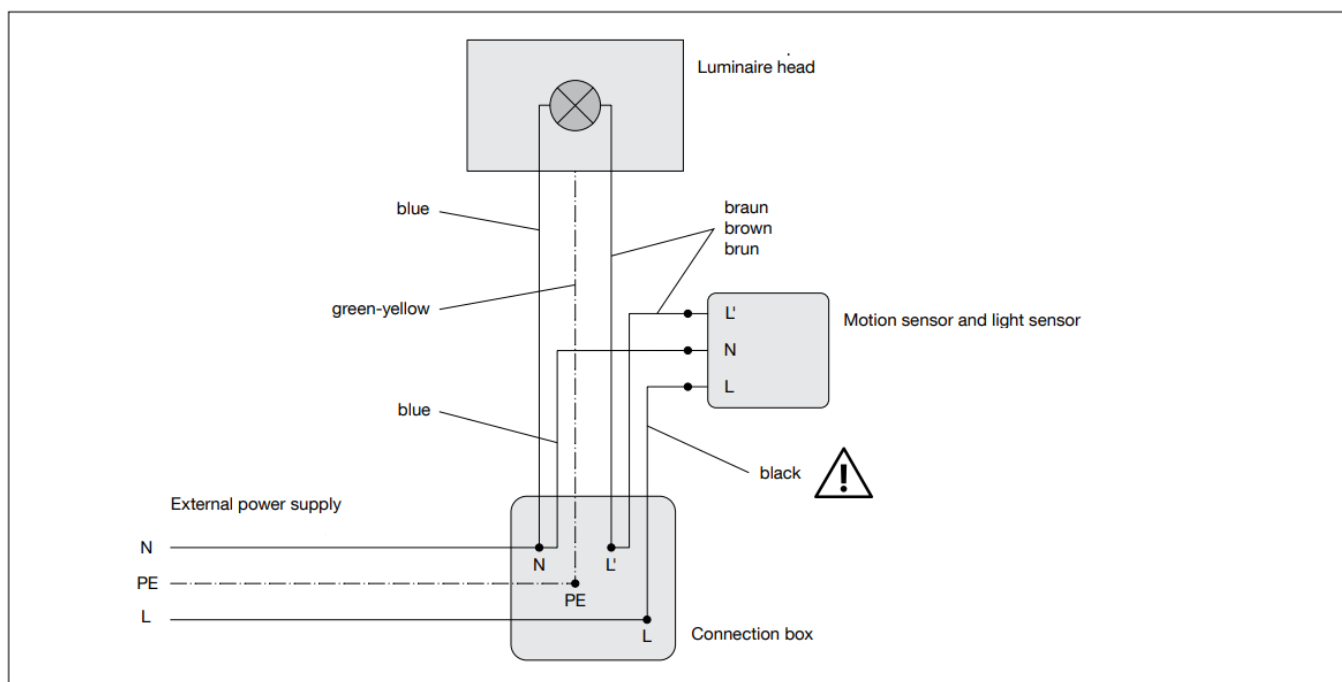 Luminaire head
blue
braun
brown
brun
green-yellow
L'
Motion sensor and light sensor
N
L
blue
black
!
External power supply
N
N
L'
PE
PE
L
L
Connection box